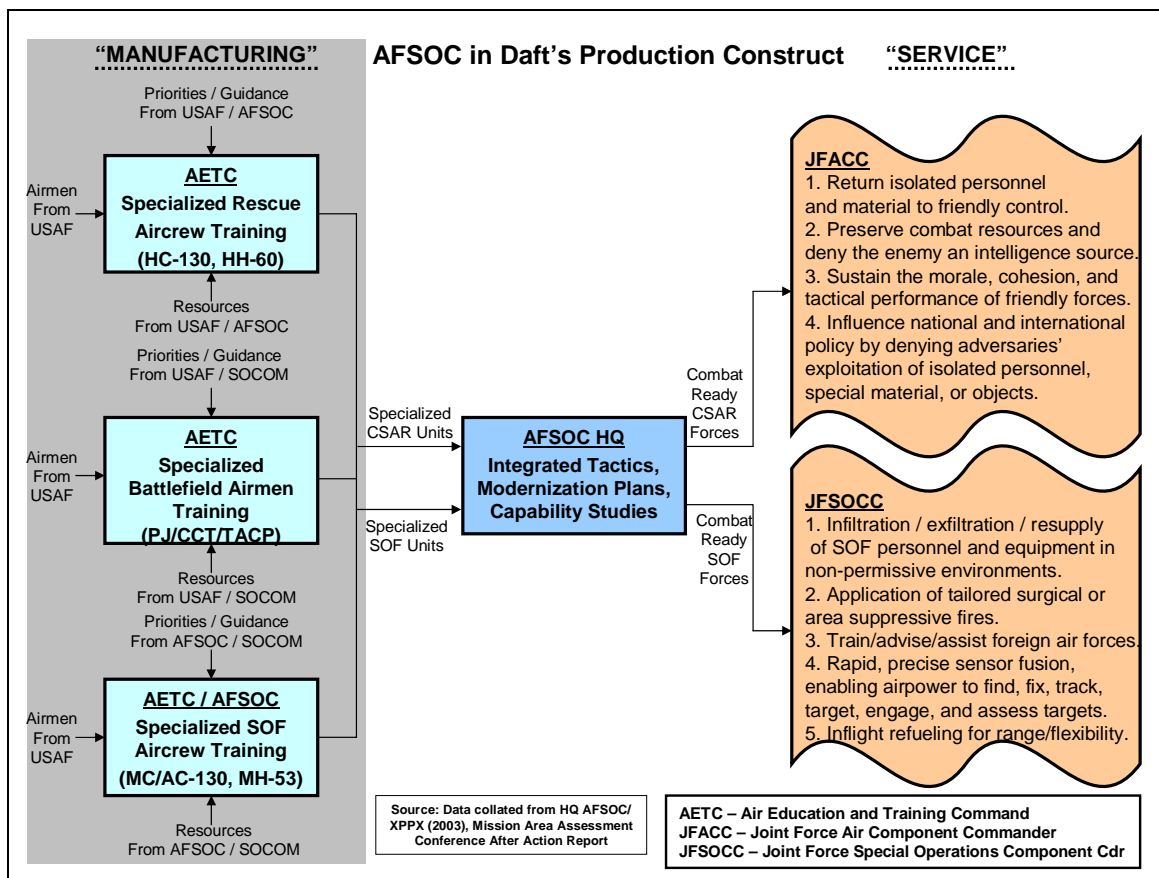 “MANUFACTURING”
AFSOC in Daft’s Production Construct
“SERVICE”
Priorities / Guidance
From USAF / AFSOC
Airmen
From
USAF
AETC
Specialized Rescue
Aircrew Training
(HC-130, HH-60)
Resources
From USAF / AFSOC
Priorities / Guidance
From USAF / SOCOM
Airmen
From
USAF
AETC
Specialized
Battlefield Airmen
Training
(PJ/CCT/TACP)
Resources
From USAF / SOCOM
Priorities / Guidance
From AFSOC / SOCOM
Airmen
From
USAF
AETC / AFSOC
Specialized SOF
Aircrew Training
(MC/AC-130, MH-53)
Resources
From AFSOC / SOCOM
Specialized
CSAR Units
Specialized
SOF Units
AFSOC HQ
Integrated Tactics,
Modernization Plans,
Capability Studies
Combat
Ready
CSAR
Forces
Combat
Ready
SOF
Forces
JFACC
1. Return isolated personnel
and material to friendly control.
2. Preserve combat resources and
deny the enemy an intelligence source.
3. Sustain the morale, cohesion, and
tactical performance of friendly forces.
4. Influence national and international
policy by denying adversaries’
exploitation of isolated personnel,
special material, or objects.
JFSOCC
1. Infiltration / exfiltration / resupply
of SOF personnel and equipment in
non-permissive environments.
2. Application of tailored surgical or
area suppressive fires.
3. Train/advise/assist foreign air forces.
4. Rapid, precise sensor fusion,
enabling airpower to find, fix, track,
target, engage, and assess targets.
5. Inflight refueling for range/flexibility.
Source: Data collated from HQ AFSOC/
XPPX (2003), Mission Area Assessment
Conference After Action Report
AETC – Air Education and Training Command
JFACC – Joint Force Air Component Commander
JFSOCC – Joint Force Special Operations Component Cdr